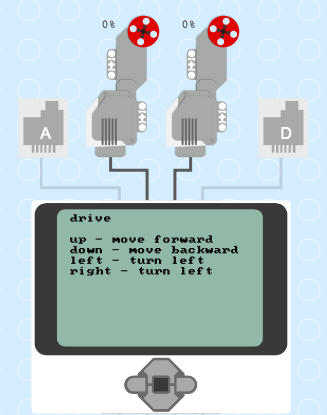 0% 0%
A D
drive
up - move forward
down - move backward
left - turn left
right - turn left